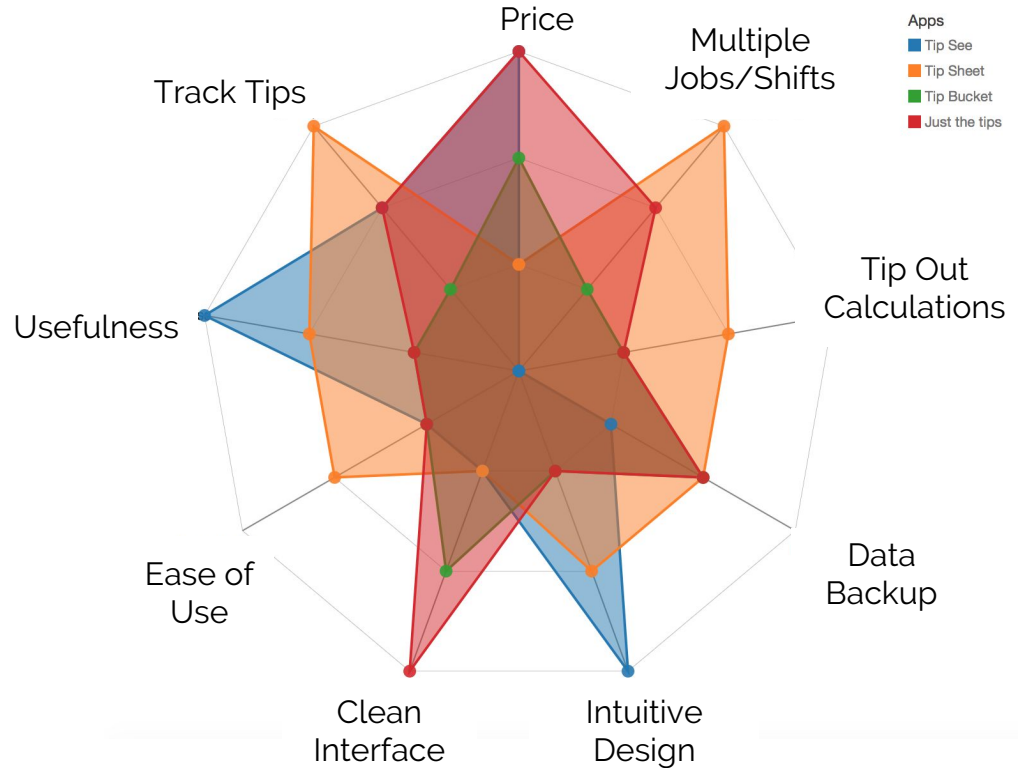 Price
Multiple
Jobs/Shifts
Apps
Tip See
Tip Sheet
Tip Bucket
Just the tips
Track Tips
Tip Out
Calculations
Usefulness
Data
Backup
Ease of
Use
Clean
Interface
Intuitive
Design